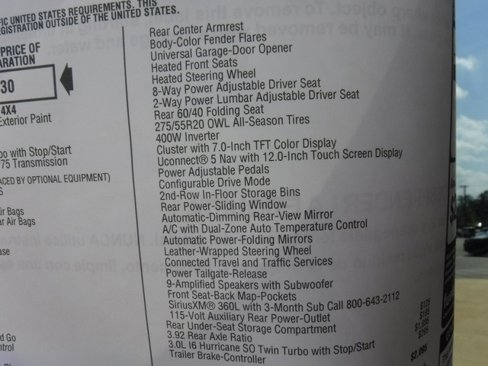 FIC UNITED STATES REQUIREMENTS. THIS
REGISTRATION OUTSIDE OF THE UNITED STATES.
PRICE OF
ARATION
30
4X4
Exterior Paint
bo with Stop/Start
75 Transmission
ACED BY OPTIONAL EQUIPMENT)
S
ir Bags
r Air Bags
d Go
ntrol
Rear Center Armrest
Body-Color Fender Flares
Universal Garage-Door Opener
Heated Front Seats
Heated Steering Wheel
8-Way Power Adjustable Driver Seat
2-Way Power Lumbar Adjustable Driver Seat
Rear 60/40 Folding Seat
275/55R20 OWL All-Season Tires
400W Inverter
Cluster with 7.0-Inch TFT Color Display
Uconnect® 5 Nav with 12.0-Inch Touch Screen Display
Power Adjustable Pedals
Configurable Drive Mode
2nd-Row In-Floor Storage Bins
Rear Power-Sliding Window
Automatic-Dimming Rear-View Mirror
A/C with Dual-Zone Auto Temperature Control
Automatic Power-Folding Mirrors
Leather-Wrapped Steering Wheel
Connected Travel and Traffic Services
Power Tailgate-Release
9-Amplified Speakers with Subwoofer
Front Seat-Back Map-Pockets
SiriusXM® 360L with 3-Month Sub Call 800-643-2112
115-Volt Auxiliary Rear Power-Outlet
Rear Under-Seat Storage Compartment
3.92 Rear Axle Ratio
3.0L I6 Hurricane SO Twin Turbo with Stop/Start
Trailer Brake-Controller
$2,695